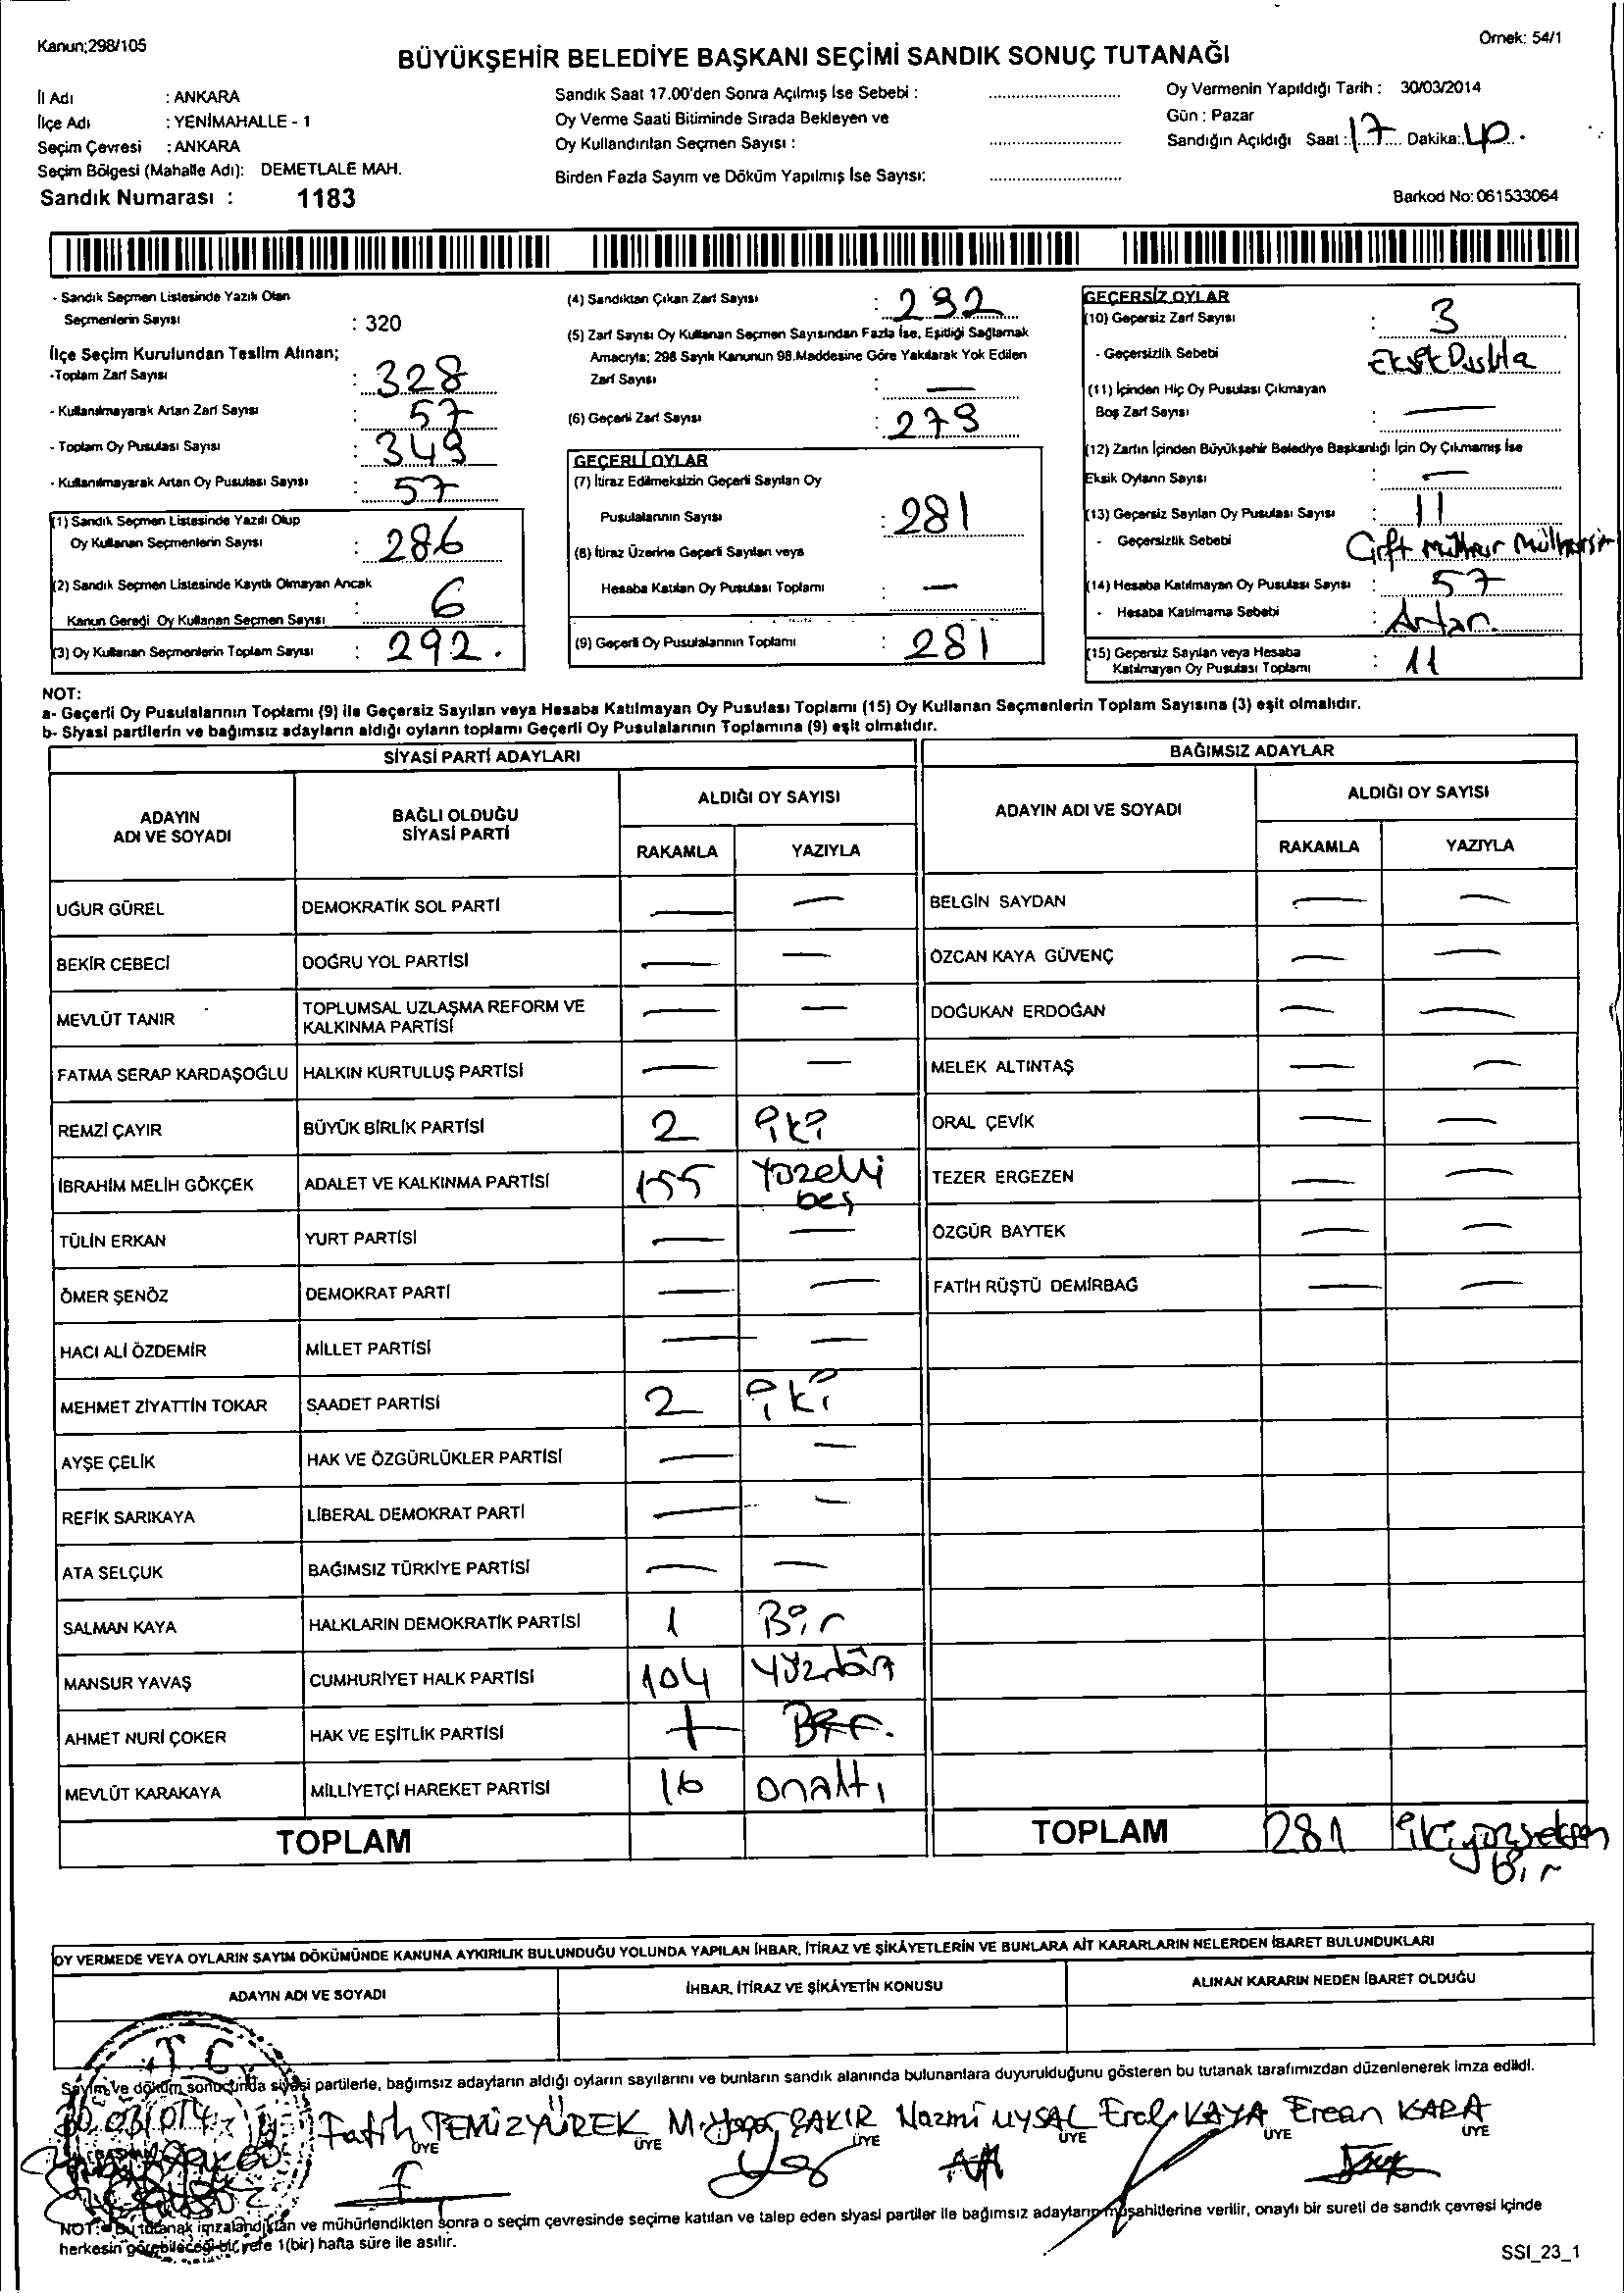 Kanun;298/105
Örnek: 54/1
BÜYÜKŞEHİR BELEDİYE BAŞKANI SEÇİMİ SANDIK SONUÇ TUTANAĞI
İl Adı : ANKARA
İlçe Adı : YENİMAHALLE - 1
Seçim Çevresi : ANKARA
Seçim Bölgesi (Mahalle Adı): DEMETLALE MAH.
Sandık Numarası : 1183
Sandık Saat 17.00'den Sonra Açılmış İse Sebebi :
Oy Verme Saati Bitiminde Sırada Bekleyen ve
Oy Kullandırılan Seçmen Sayısı :
Birden Fazla Sayım ve Döküm Yapılmış İse Sayısı:
Oy Vermenin Yapıldığı Tarih : 30/03/2014
Gün : Pazar
Sandığın Açıldığı Saat : 17 Dakika: 40.
Barkod No: 061533064
- Sandık Seçmen Listesinde Yazılı Olan
Seçmenlerin Sayısı : 320
İlçe Seçim Kurulundan Teslim Alınan;
-Toplam Zarf Sayısı : 328
- Kullanılmayarak Artan Zarf Sayısı : 57
- Toplam Oy Pusulası Sayısı : 349
- Kullanılmayarak Artan Oy Pusulası Sayısı : 57
(1) Sandık Seçmen Listesinde Yazılı Olup
Oy Kullanan Seçmenlerin Sayısı : 286
(2) Sandık Seçmen Listesinde Kayıtlı Olmayan Ancak
Kanun Gereği Oy Kullanan Seçmen Sayısı : 6
(3) Oy Kullanan Seçmenlerin Toplam Sayısı : 292.
(4) Sandıktan Çıkan Zarf Sayısı : 292
(5) Zarf Sayısı Oy Kullanan Seçmen Sayısından Fazla İse, Eşitliği Sağlamak
Amacıyla; 298 Sayılı Kanunun 98.Maddesine Göre Yakılarak Yok Edilen
Zarf Sayısı : —
(6) Geçerli Zarf Sayısı : 279
GEÇERLİ OYLAR
(7) İtiraz Edilmeksizin Geçerli Sayılan Oy
Pusulalarının Sayısı : 281
(8) İtiraz Üzerine Geçerli Sayılan veya
Hesaba Katılan Oy Pusulası Toplamı : —
(9) Geçerli Oy Pusulalarının Toplamı : 281
GEÇERSİZ OYLAR
(10) Geçersiz Zarf Sayısı : 3
- Geçersizlik Sebebi
(11) İçinden Hiç Oy Pusulası Çıkmayan
Boş Zarf Sayısı : —
(12) Zarfın İçinden Büyükşehir Belediye Başkanlığı İçin Oy Çıkmamış İse
Eksik Oyların Sayısı : —
(13) Geçersiz Sayılan Oy Pusulası Sayısı : 11
- Geçersizlik Sebebi Çift mühür
(14) Hesaba Katılmayan Oy Pusulası Sayısı : 57
- Hesaba Katılmama Sebebi : Artan.
(15) Geçersiz Sayılan veya Hesaba
Katılmayan Oy Pusulası Toplamı : 11
NOT:
a- Geçerli Oy Pusulalarının Toplamı (9) ile Geçersiz Sayılan veya Hesaba Katılmayan Oy Pusulası Toplamı (15) Oy Kullanan Seçmenlerin Toplam Sayısına (3) eşit olmalıdır.
b- Siyasi partilerin ve bağımsız adayların aldığı oyların toplamı Geçerli Oy Pusulalarının Toplamına (9) eşit olmalıdır.
SİYASİ PARTİ ADAYLARI BAĞIMSIZ ADAYLAR
ADAYIN
ADI VE SOYADI
BAĞLI OLDUĞU
SİYASİ PARTİ
ALDIĞI OY SAYISI
RAKAMLA YAZIYLA
ADAYIN ADI VE SOYADI
ALDIĞI OY SAYISI
RAKAMLA YAZIYLA
UĞUR GÜREL DEMOKRATİK SOL PARTİ — — BELGİN SAYDAN — —
BEKİR CEBECİ DOĞRU YOL PARTİSİ — — ÖZCAN KAYA GÜVENÇ — —
MEVLÜT TANIR TOPLUMSAL UZLAŞMA REFORM VE
KALKINMA PARTİSİ — — DOĞUKAN ERDOĞAN — —
FATMA SERAP KARDAŞOĞLU HALKIN KURTULUŞ PARTİSİ — — MELEK ALTINTAŞ — —
REMZİ ÇAYIR BÜYÜK BİRLİK PARTİSİ 2 iki ORAL ÇEVİK — —
İBRAHİM MELİH GÖKÇEK ADALET VE KALKINMA PARTİSİ 155 Yüzelli
beş TEZER ERGEZEN — —
TÜLİN ERKAN YURT PARTİSİ — — ÖZGÜR BAYTEK — —
ÖMER ŞENÖZ DEMOKRAT PARTİ — — FATİH RÜŞTÜ DEMİRBAĞ — —
HACI ALİ ÖZDEMİR MİLLET PARTİSİ — —
MEHMET ZİYATTİN TOKAR SAADET PARTİSİ 2 iki
AYŞE ÇELİK HAK VE ÖZGÜRLÜKLER PARTİSİ — —
REFİK SARIKAYA LİBERAL DEMOKRAT PARTİ — —
ATA SELÇUK BAĞIMSIZ TÜRKİYE PARTİSİ — —
SALMAN KAYA HALKLARIN DEMOKRATİK PARTİSİ 1 Bir
MANSUR YAVAŞ CUMHURİYET HALK PARTİSİ 104 yüzdört
AHMET NURİ ÇOKER HAK VE EŞİTLİK PARTİSİ 1 Bir.
MEVLÜT KARAKAYA MİLLİYETÇİ HAREKET PARTİSİ 16 onaltı
TOPLAM TOPLAM 281 ikiyüzseksen
bir
OY VERMEDE VEYA OYLARIN SAYIM DÖKÜMÜNDE KANUNA AYKIRILIK BULUNDUĞU YOLUNDA YAPILAN İHBAR, İTİRAZ VE ŞİKÂYETLERİN VE BUNLARA AİT KARARLARIN NELERDEN İBARET BULUNDUKLARI
ADAYIN ADI VE SOYADI İHBAR, İTİRAZ VE ŞİKÂYETİN KONUSU ALINAN KARARIN NEDEN İBARET OLDUĞU
T.C.
Sayım ve döküm sonucunda siyasi partilerle, bağımsız adayların aldığı oyların sayılarını ve bunların sandık alanında bulunanlara duyurulduğunu gösteren bu tutanak tarafımızdan düzenlenerek imza edildi.
Fatih TEMİZYÜREK M. Yaşar ÇAKIR Nazmi UYSAL Eral KAYA Ercan KARA
ÜYE ÜYE ÜYE ÜYE ÜYE ÜYE
NOT: Bu tutanak imzalandıktan ve mühürlendikten sonra o seçim çevresinde seçime katılan ve talep eden siyasi partiler ile bağımsız adayların müşahitlerine verilir, onaylı bir sureti de sandık çevresi içinde
herkesin görebileceği bir yere 1(bir) hafta süre ile asılır.
SSI_23_1